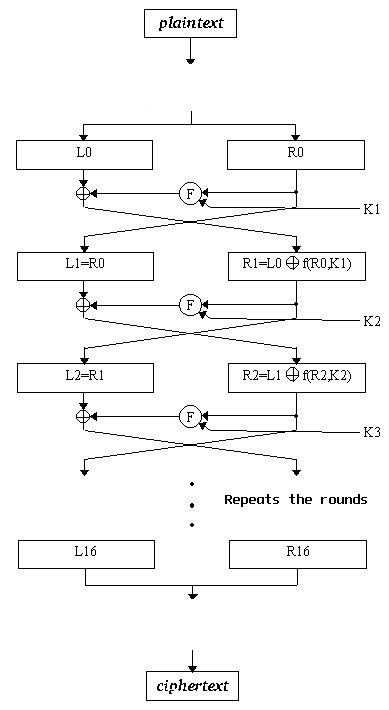 plaintext
L0
R0
F
K1
L1=R0
R1=L0 ⊕ f(R0,K1)
F
K2
L2=R1
R2=L1 ⊕ f(R2,K2)
F
K3
Repeats the rounds
L16
R16
ciphertext